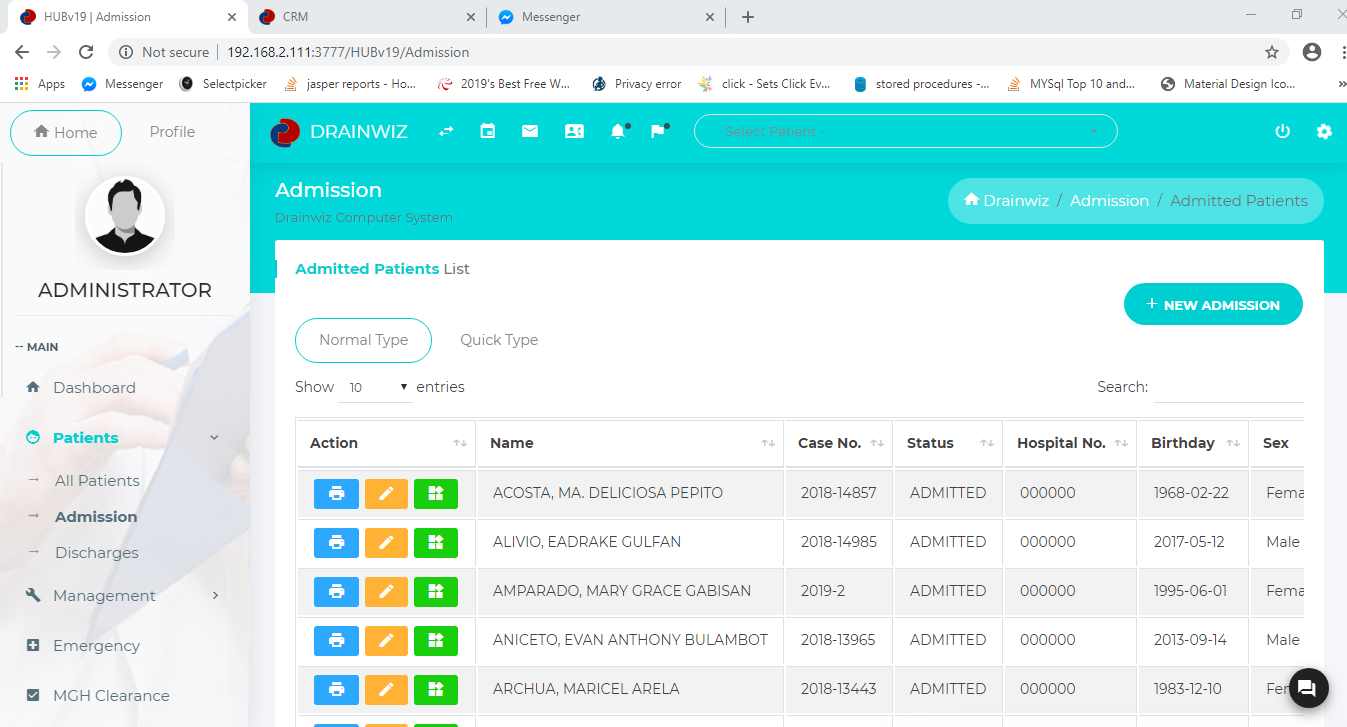 HUBv19 | Admission
CRM
Messenger
Not secure
192.168.2.111:3777/HUBv19/Admission
Apps
Messenger
Selectpicker
jasper reports - Ho...
2019's Best Free W...
Privacy error
click - Sets Click Ev...
stored procedures -...
MYSql Top 10 and...
Material Design Ico...
»
Home
Profile
DRAINWIZ
- Select Patient -
ADMINISTRATOR
-- MAIN
Dashboard
Patients
All Patients
Admission
Discharges
Management
Emergency
MGH Clearance
Admission
Drainwiz Computer System
Drainwiz / Admission / Admitted Patients
Admitted Patients List
+ NEW ADMISSION
Normal Type
Quick Type
Show 10 entries
Search:
Action Name Case No. Status Hospital No. Birthday Sex
ACOSTA, MA. DELICIOSA PEPITO 2018-14857 ADMITTED 000000 1968-02-22 Fema
ALIVIO, EADRAKE GULFAN 2018-14985 ADMITTED 000000 2017-05-12 Male
AMPARADO, MARY GRACE GABISAN 2019-2 ADMITTED 000000 1995-06-01 Fema
ANICETO, EVAN ANTHONY BULAMBOT 2018-13965 ADMITTED 000000 2013-09-14 Male
ARCHUA, MARICEL ARELA 2018-13443 ADMITTED 000000 1983-12-10 Fem